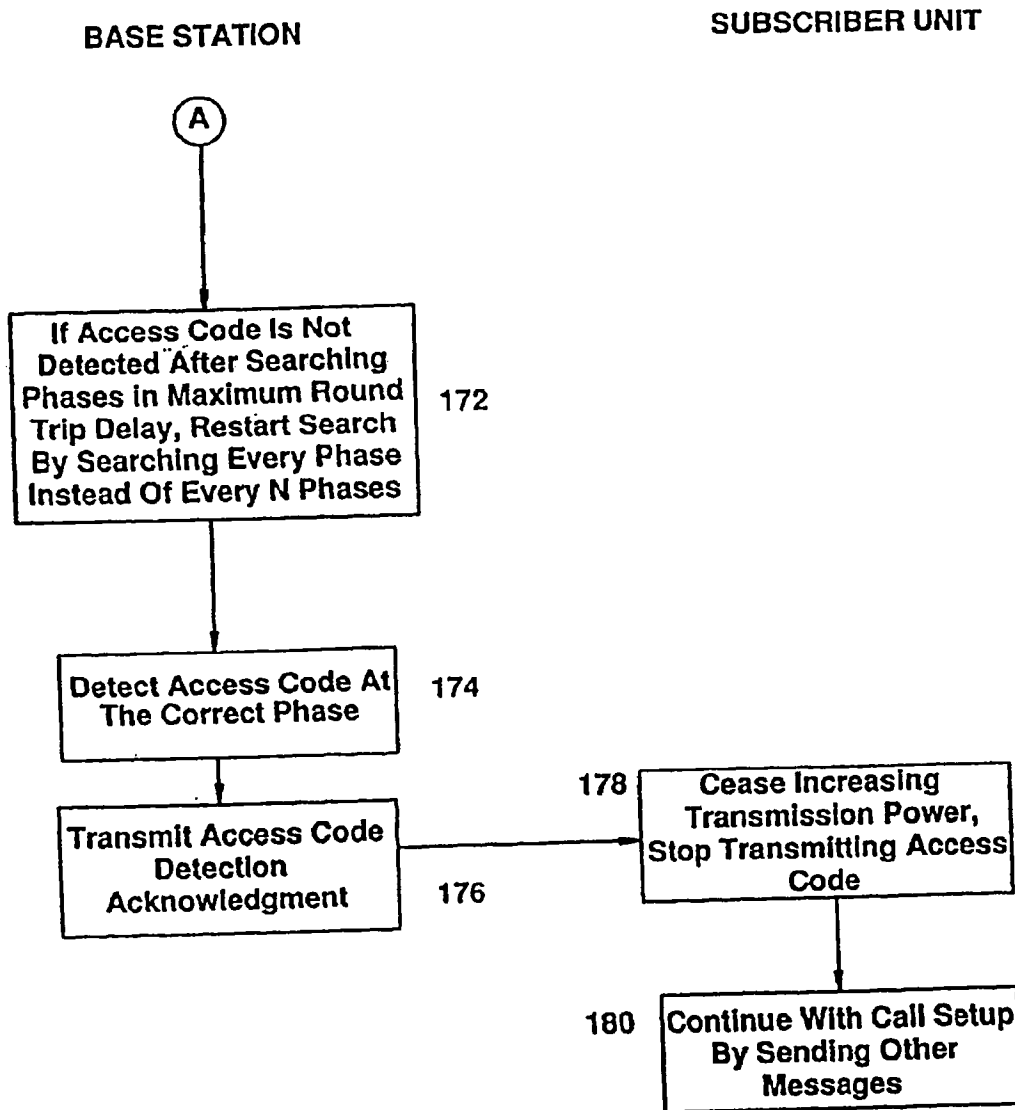 BASE STATION
SUBSCRIBER UNIT
A
If Access Code Is Not
Detected After Searching
Phases in Maximum Round
Trip Delay, Restart Search
By Searching Every Phase
Instead Of Every N Phases
172
Detect Access Code At
The Correct Phase
174
Transmit Access Code
Detection
Acknowledgment
176
178
Cease Increasing
Transmission Power,
Stop Transmitting Access
Code
180
Continue With Call Setup
By Sending Other
Messages